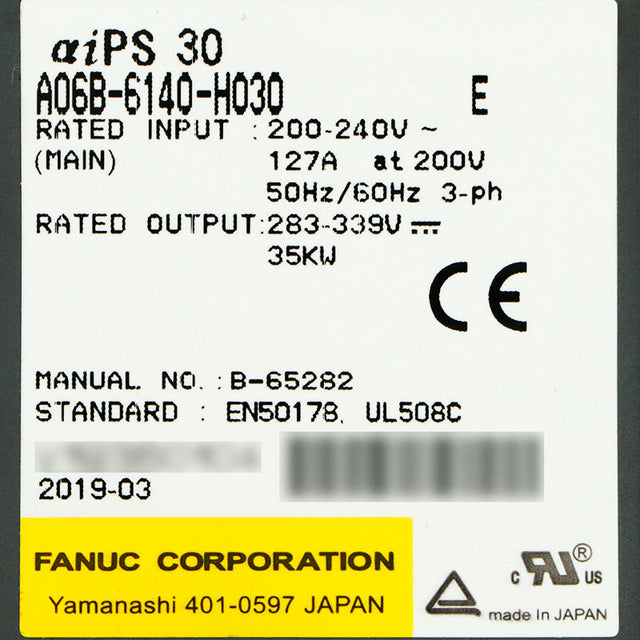 αiPS 30
A06B-6140-H030 E
RATED INPUT : 200-240V ~
(MAIN) 127A at 200V
50Hz/60Hz 3-ph
RATED OUTPUT:283-339V ⎓
35KW
CE
MANUAL NO. : B-65282
STANDARD : EN50178, UL508C
2019-03
FANUC CORPORATION
Yamanashi 401-0597 JAPAN
c RU ® US
made In JAPAN